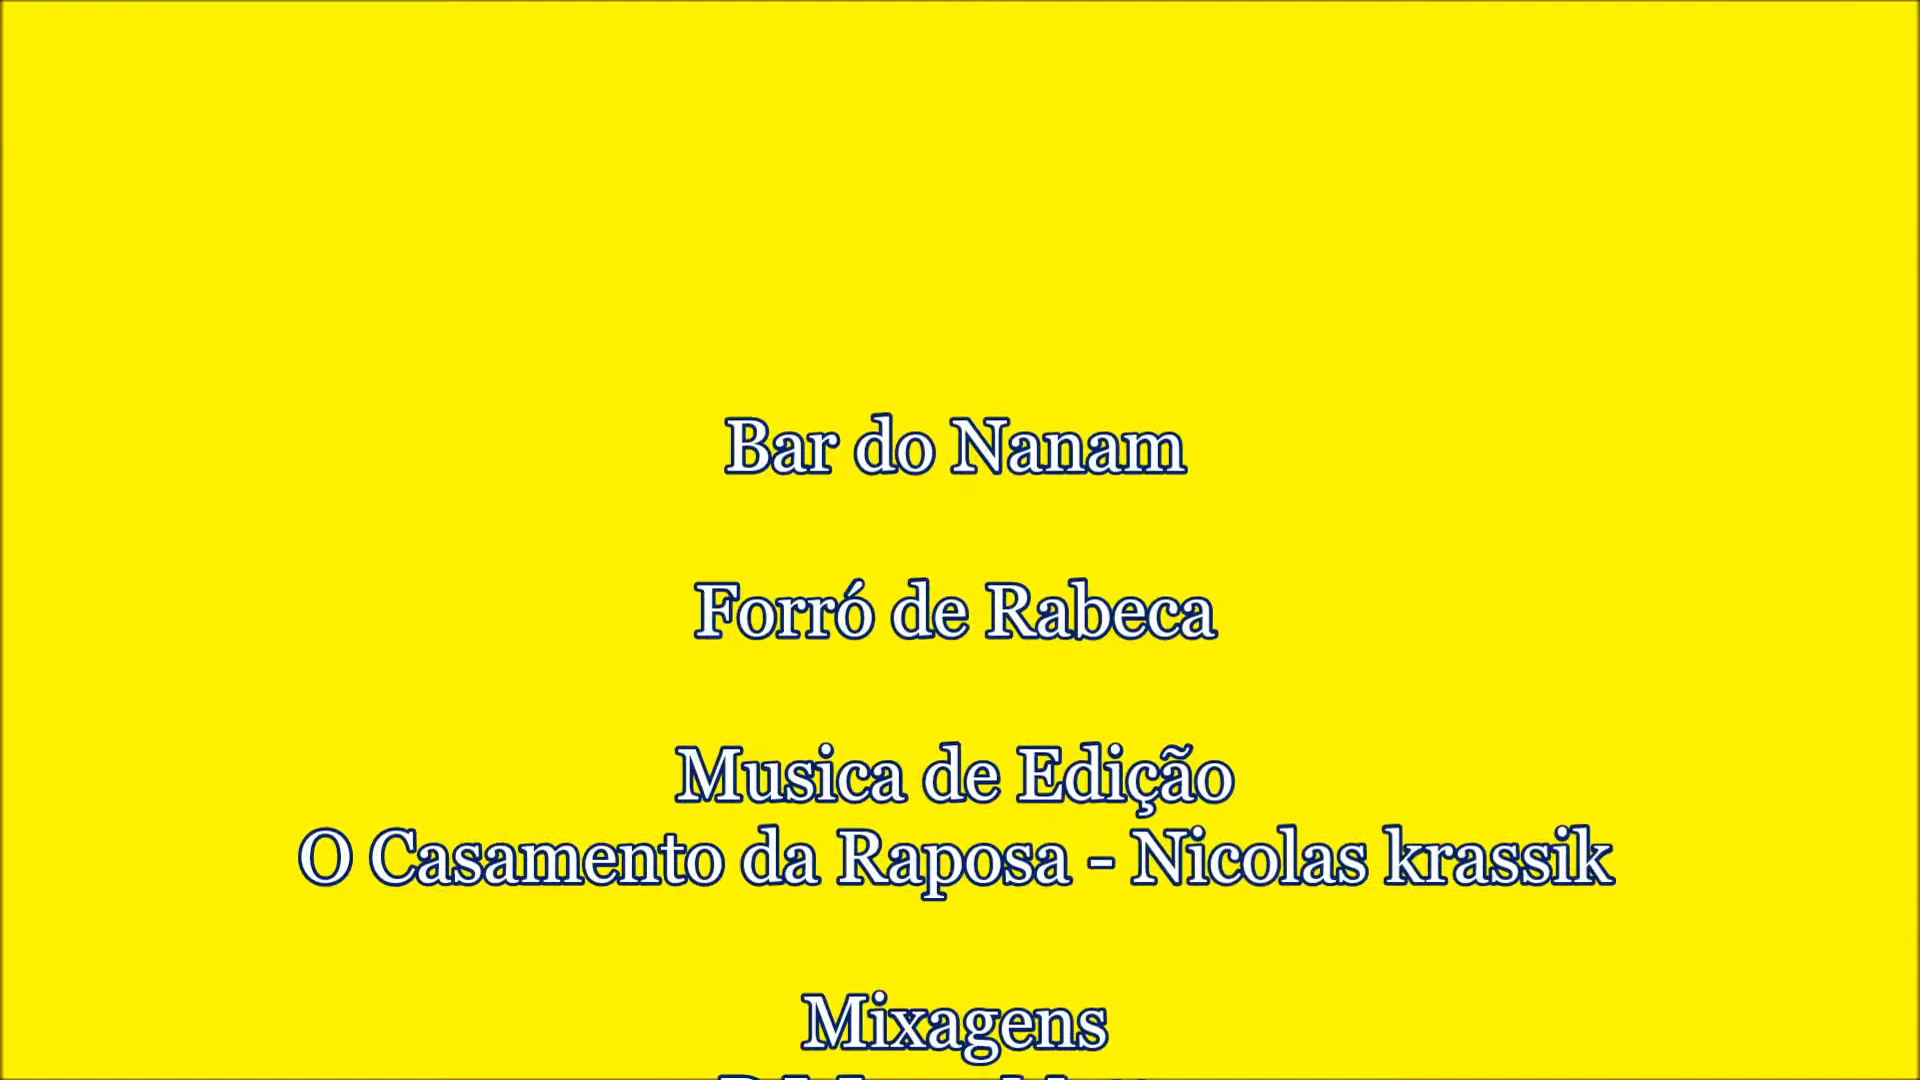 Bar do Nanam
Forró de Rabeca
Musica de Edição
O Casamento da Raposa - Nicolas krassik
Mixagens